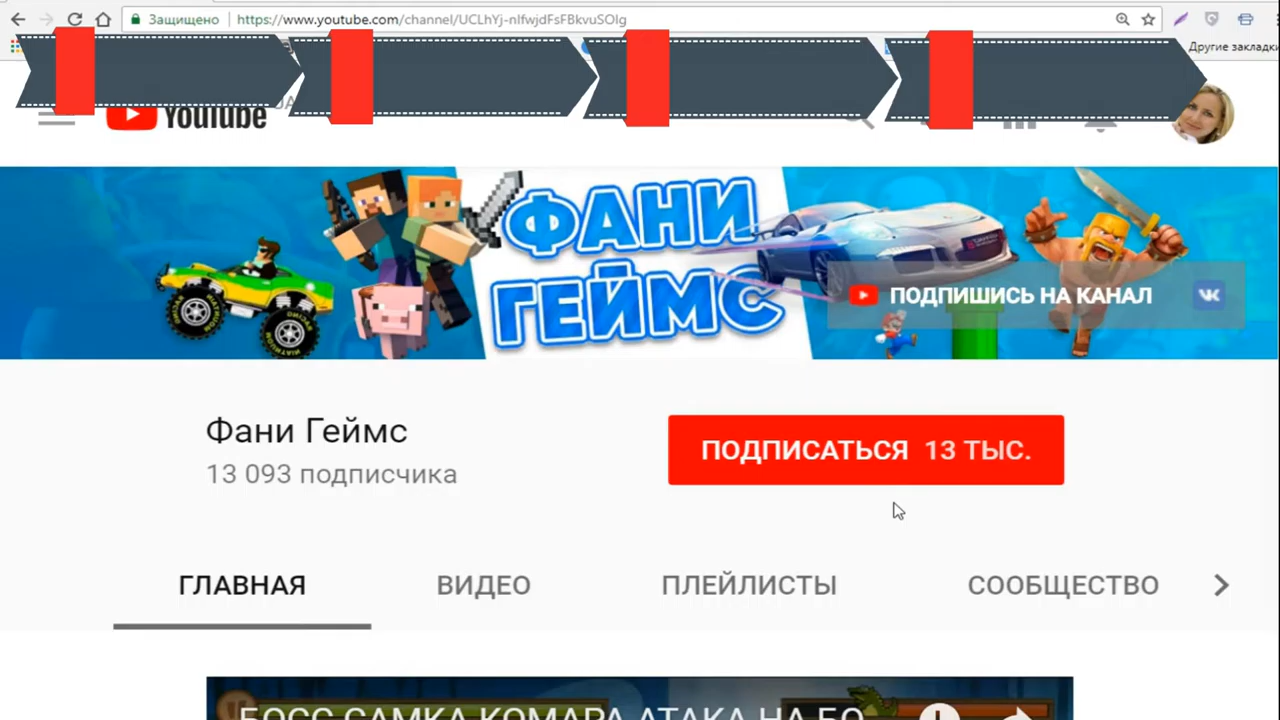 Защищено
https://www.youtube.com/channel/UCLhYj-nIfwjdFsFBkvuSOIg
Другие закладки
YouTube
ФАНИ
ГЕЙМС
ПОДПИШИСЬ НА КАНАЛ
Фани Геймс
13 093 подписчика
ПОДПИСАТЬСЯ 13 ТЫС.
ГЛАВНАЯ
ВИДЕО
ПЛЕЙЛИСТЫ
СООБЩЕСТВО
БОСС САМКА КОМАРА АТАКА НА БО